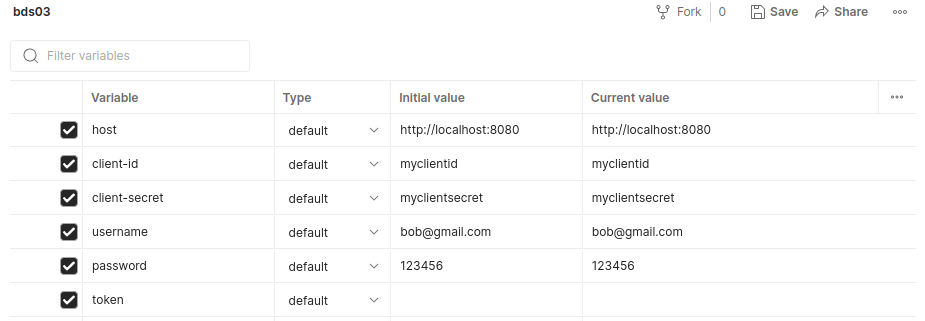 bds03 Fork 0 Save Share
Filter variables
Variable Type Initial value Current value
host default http://localhost:8080 http://localhost:8080
client-id default myclientid myclientid
client-secret default myclientsecret myclientsecret
username default bob@gmail.com bob@gmail.com
password default 123456 123456
token default